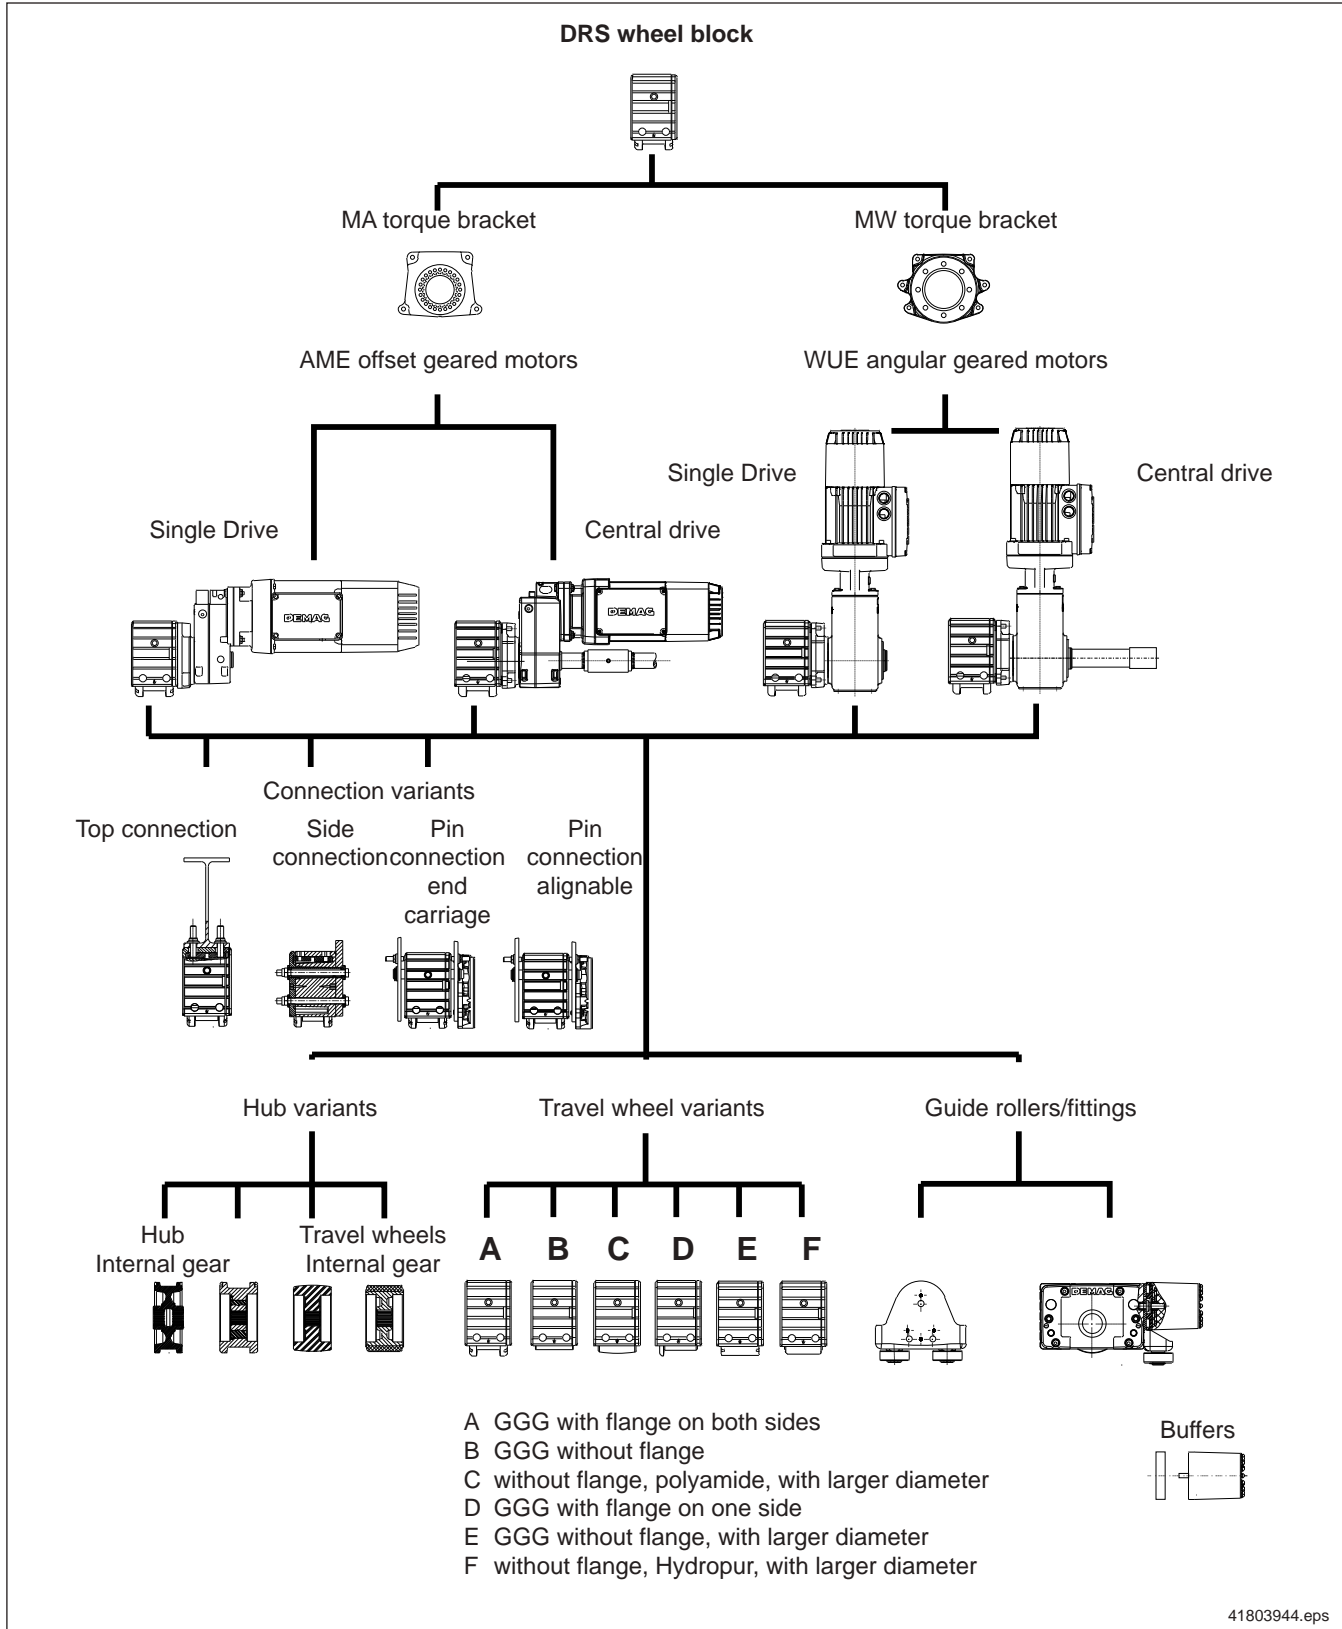 DRS wheel block
MA torque bracket
MW torque bracket
AME offset geared motors
WUE angular geared motors
Single Drive
Central drive
Single Drive
Central drive
DEMAG
DEMAG
Connection variants
Top connection
Side
connection
Pin
connection
end
carriage
Pin
connection
alignable
Hub variants
Travel wheel variants
Guide rollers/fittings
Hub
Internal gear
Travel wheels
Internal gear
A B C D E F
DEMAG
A GGG with flange on both sides
B GGG without flange
C without flange, polyamide, with larger diameter
D GGG with flange on one side
E GGG without flange, with larger diameter
F without flange, Hydropur, with larger diameter
Buffers
41803944.eps